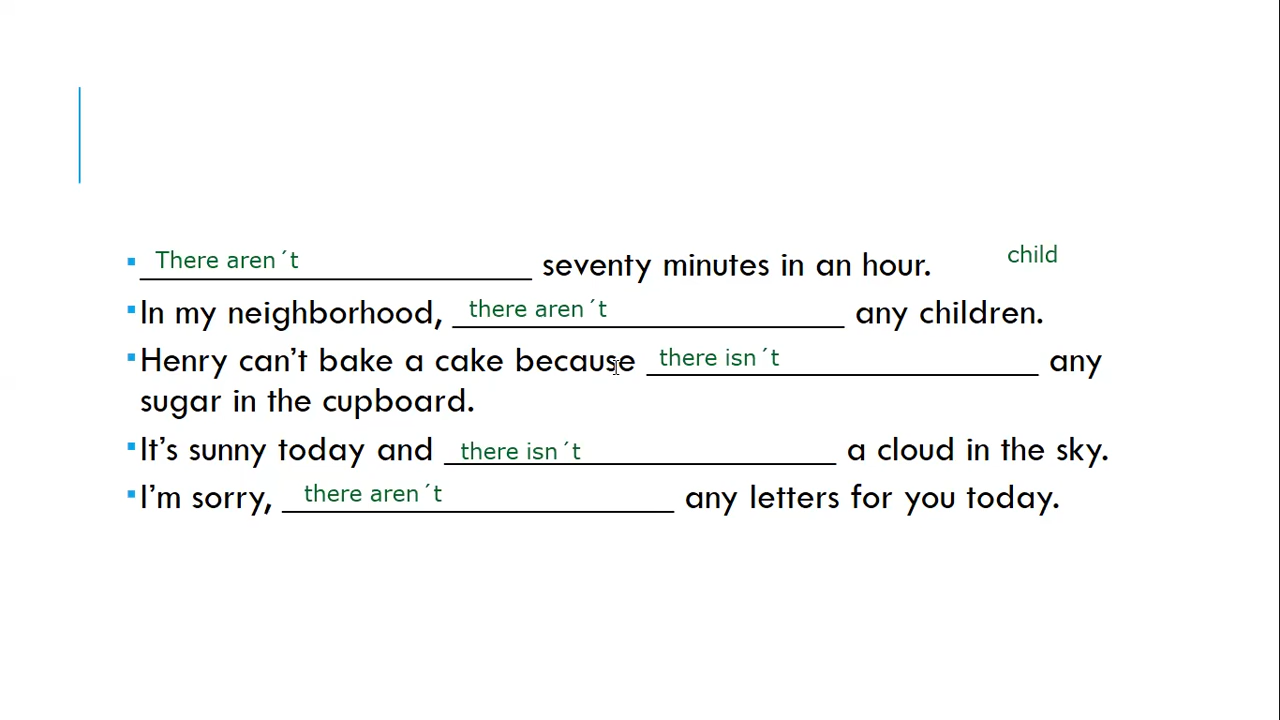 There aren´t seventy minutes in an hour. child
In my neighborhood, there aren´t any children.
Henry can’t bake a cake because there isn´t any
sugar in the cupboard.
It’s sunny today and there isn´t a cloud in the sky.
I’m sorry, there aren´t any letters for you today.